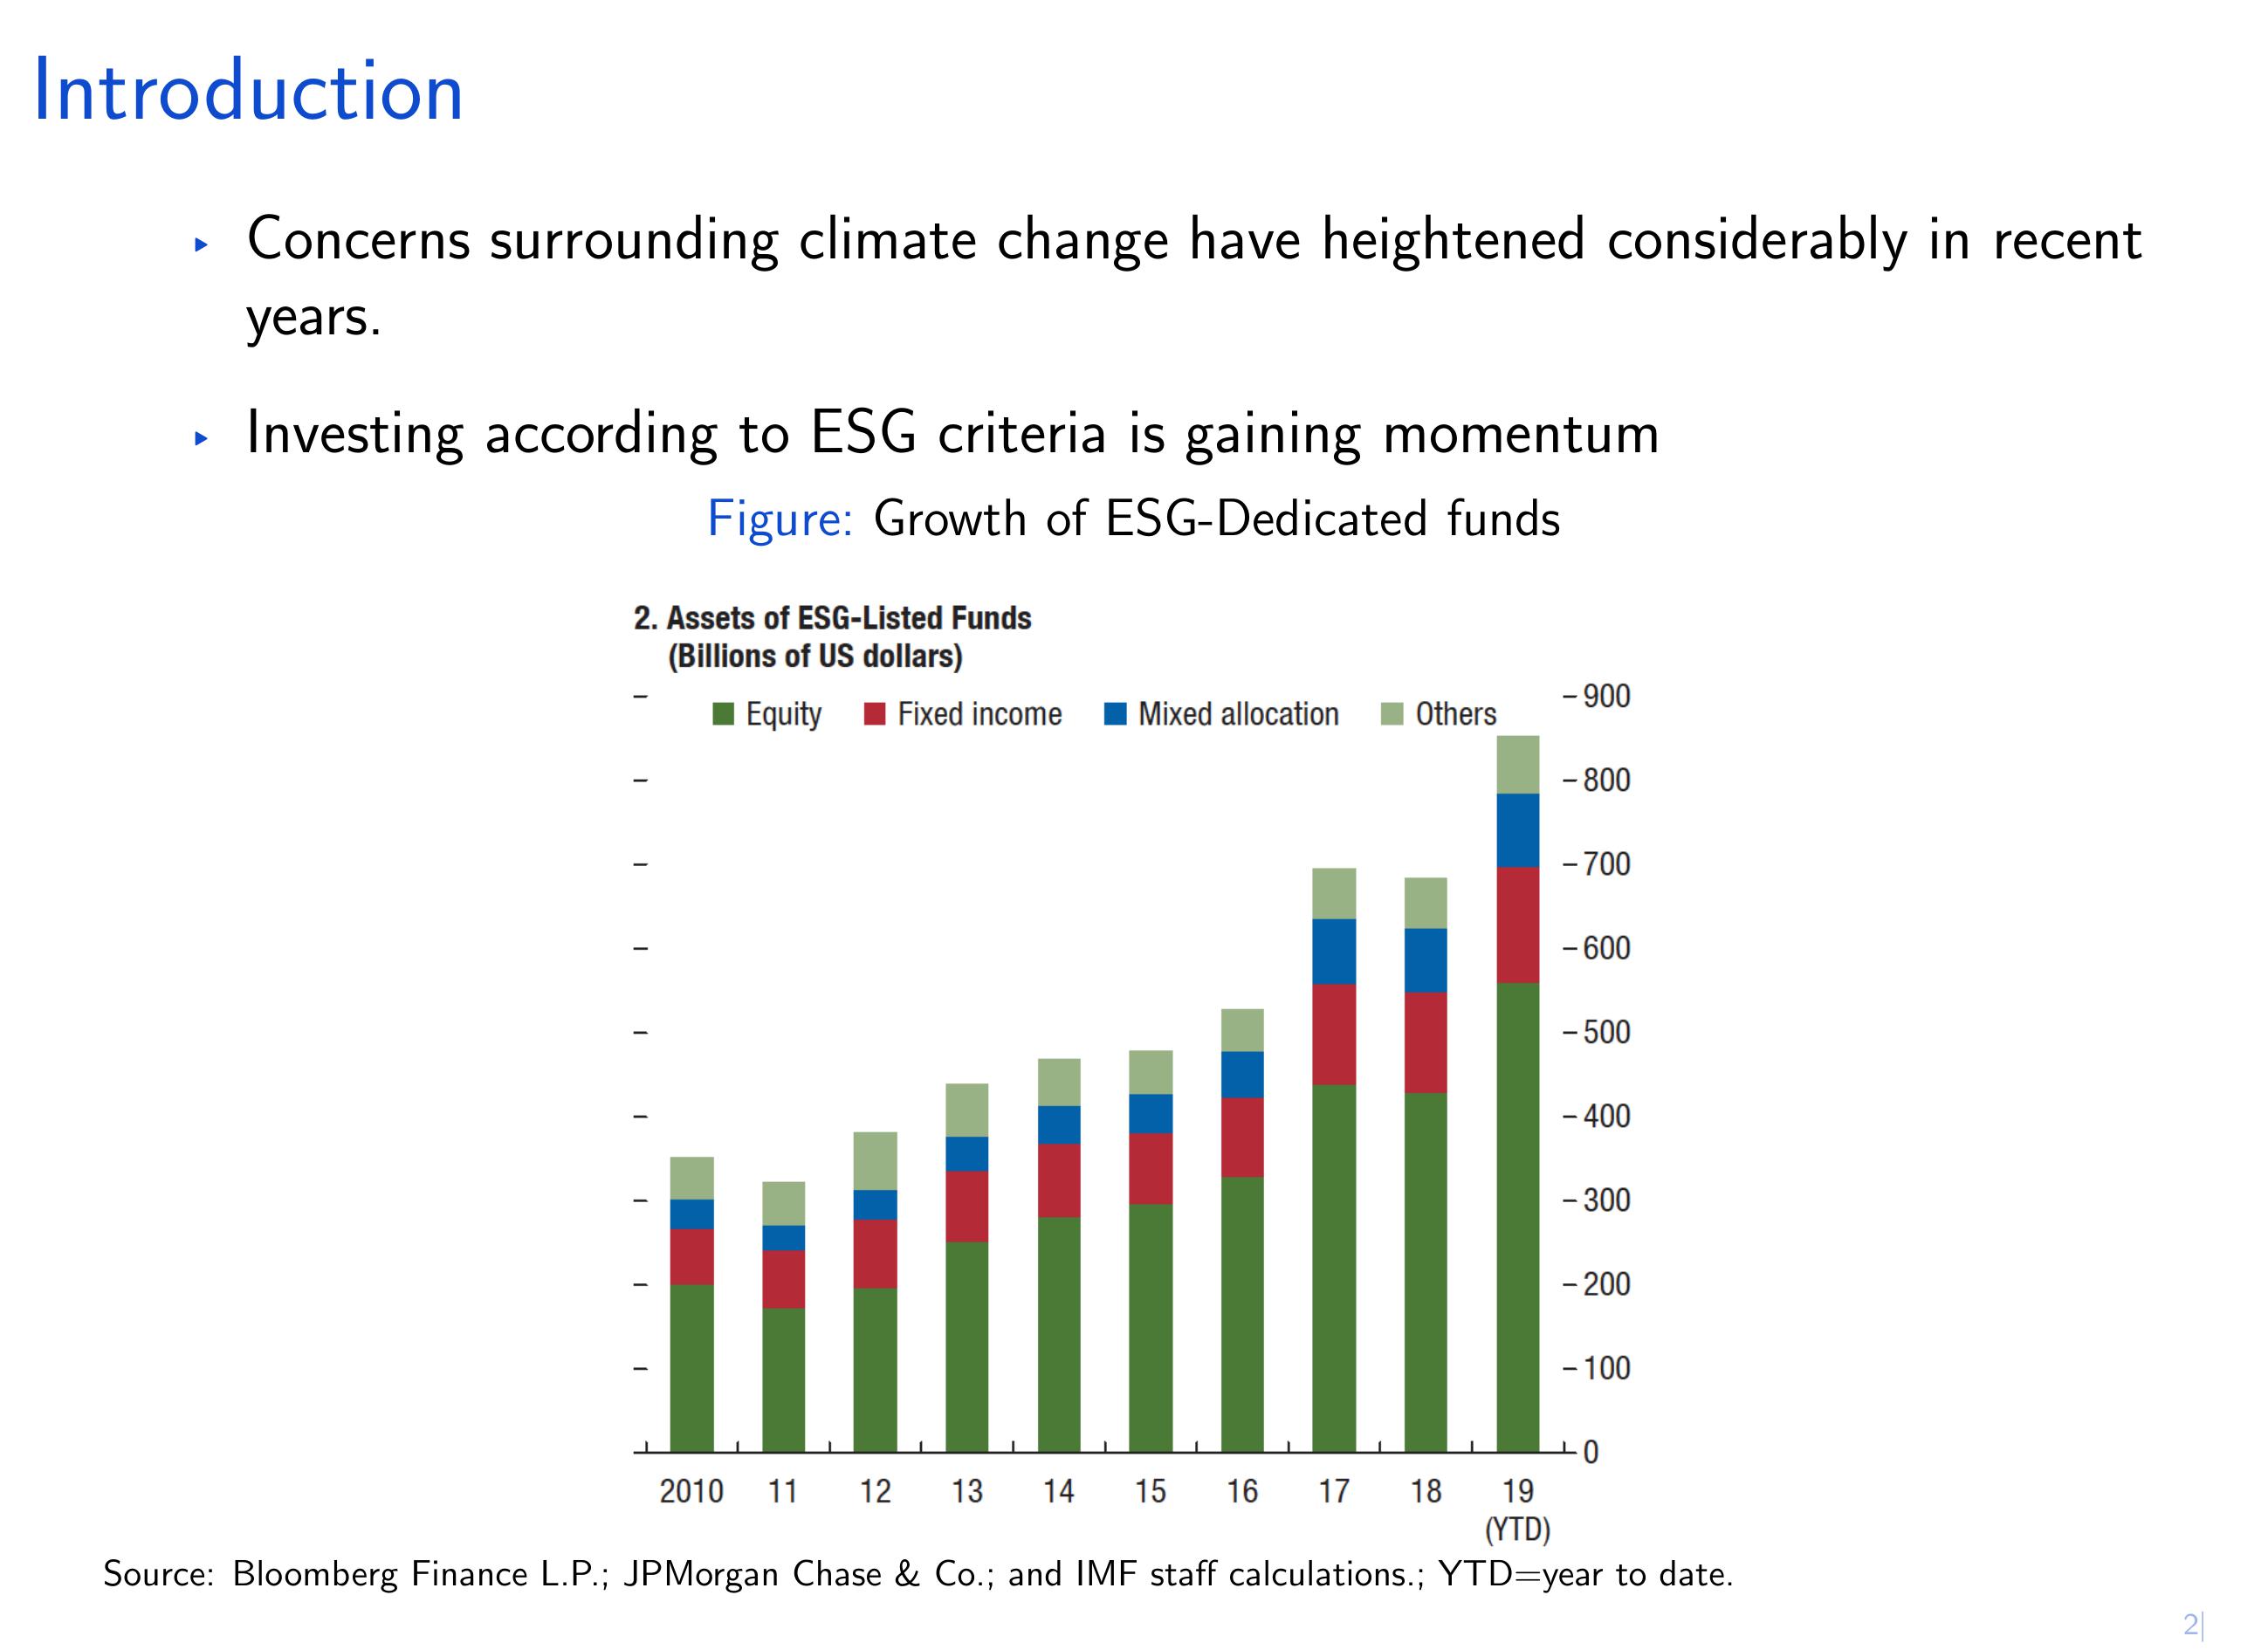 Introduction
▸ Concerns surrounding climate change have heightened considerably in recent
years.
▸ Investing according to ESG criteria is gaining momentum
Figure: Growth of ESG-Dedicated funds
2. Assets of ESG-Listed Funds
(Billions of US dollars)
Equity Fixed income Mixed allocation Others
900
800
700
600
500
400
300
200
100
0
2010 11 12 13 14 15 16 17 18 19
(YTD)
Source: Bloomberg Finance L.P.; JPMorgan Chase & Co.; and IMF staff calculations.; YTD=year to date.
2|